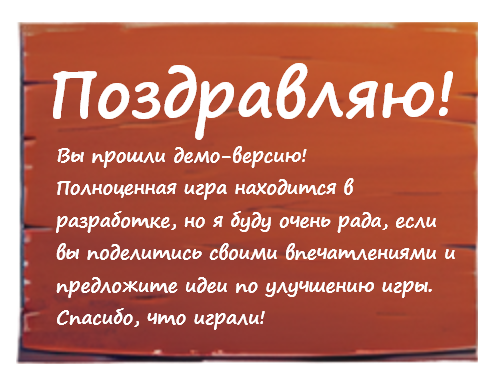 Поздравляю!
Вы прошли демо-версию!
Полноценная игра находится в
разработке, но я буду очень рада, если
вы поделитись своими впечатлениями и
предложите идеи по улучшению игры.
Спасибо, что играли!